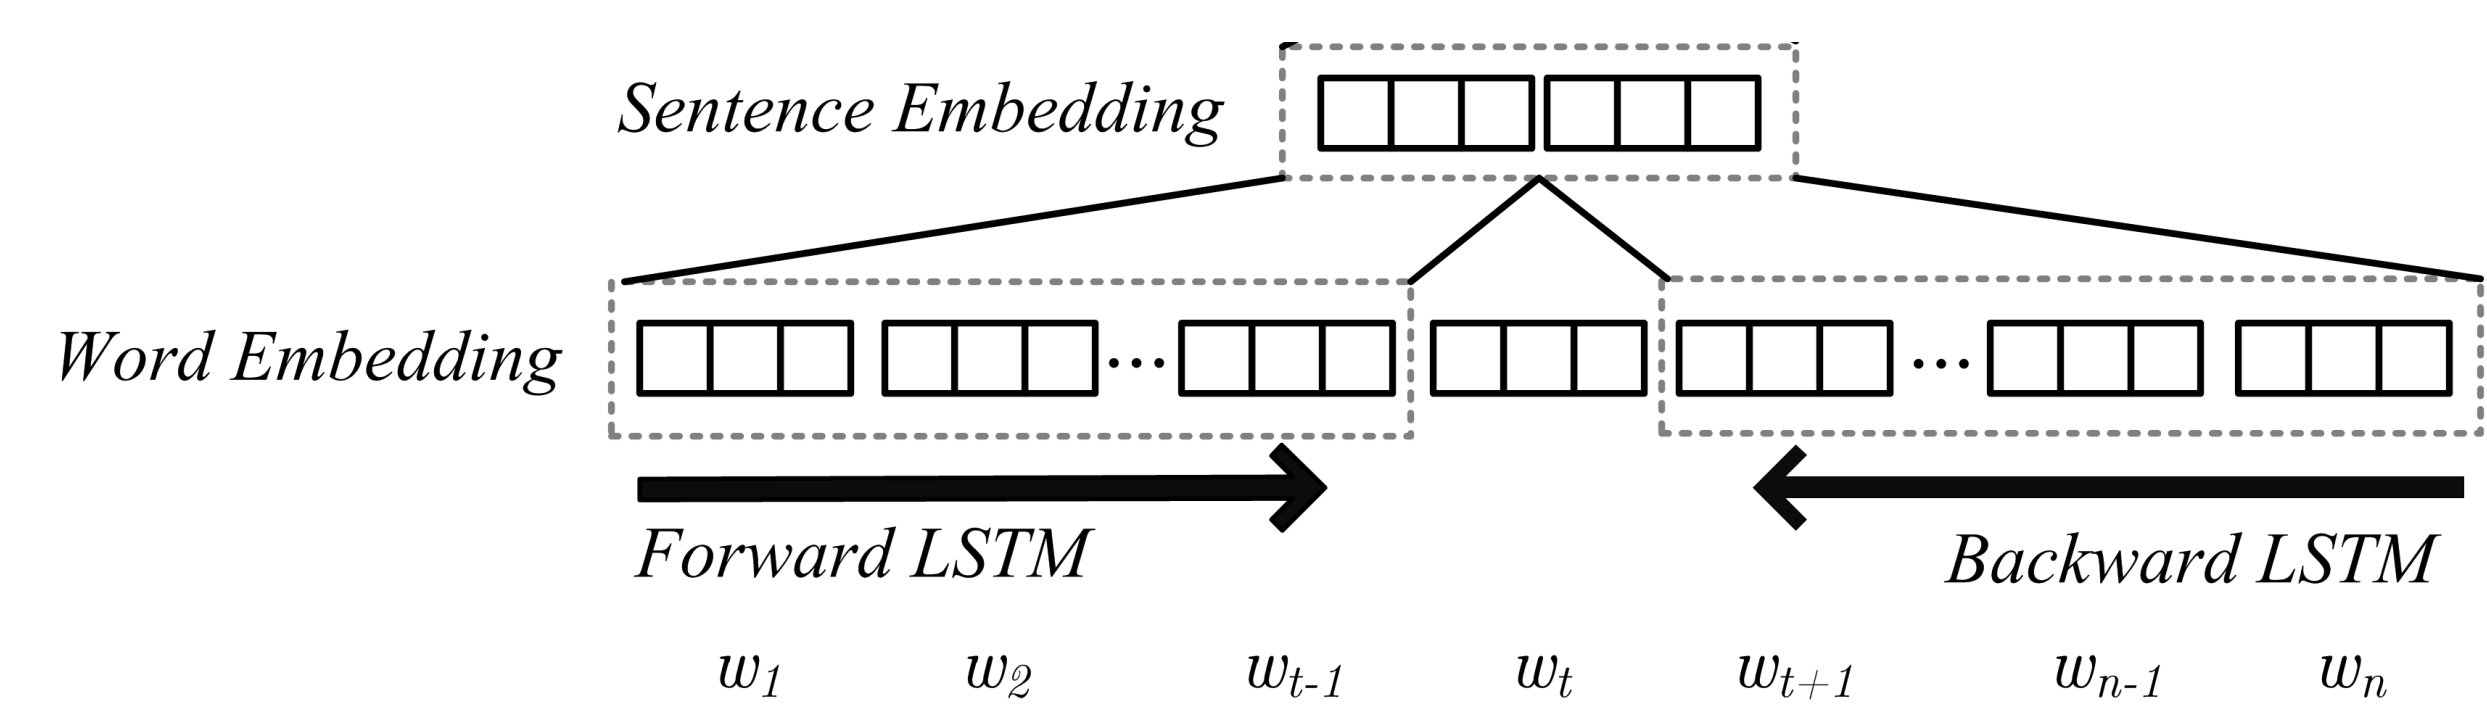 Sentence Embedding
Word Embedding ... ...
Forward LSTM Backward LSTM
w1 w2 wt-1 wt wt+1 wn-1 wn